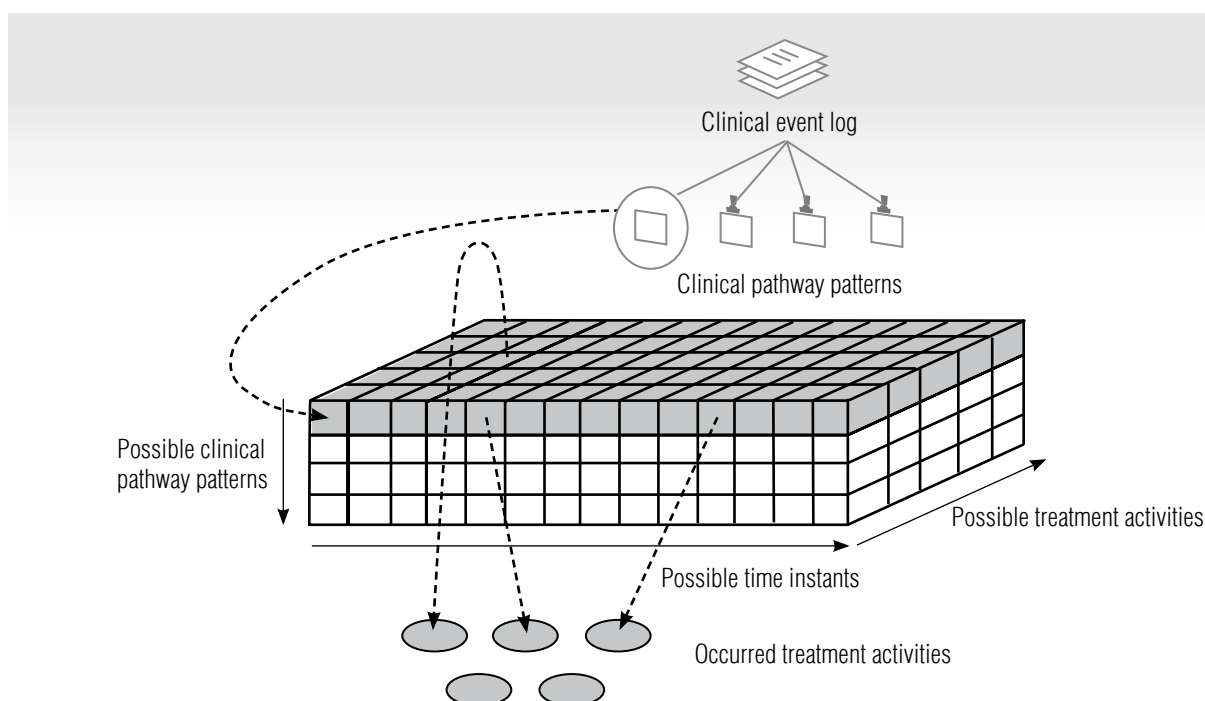 Clinical event log
Clinical pathway patterns
Possible clinical
pathway patterns
Possible treatment activities
Possible time instants
Occurred treatment activities